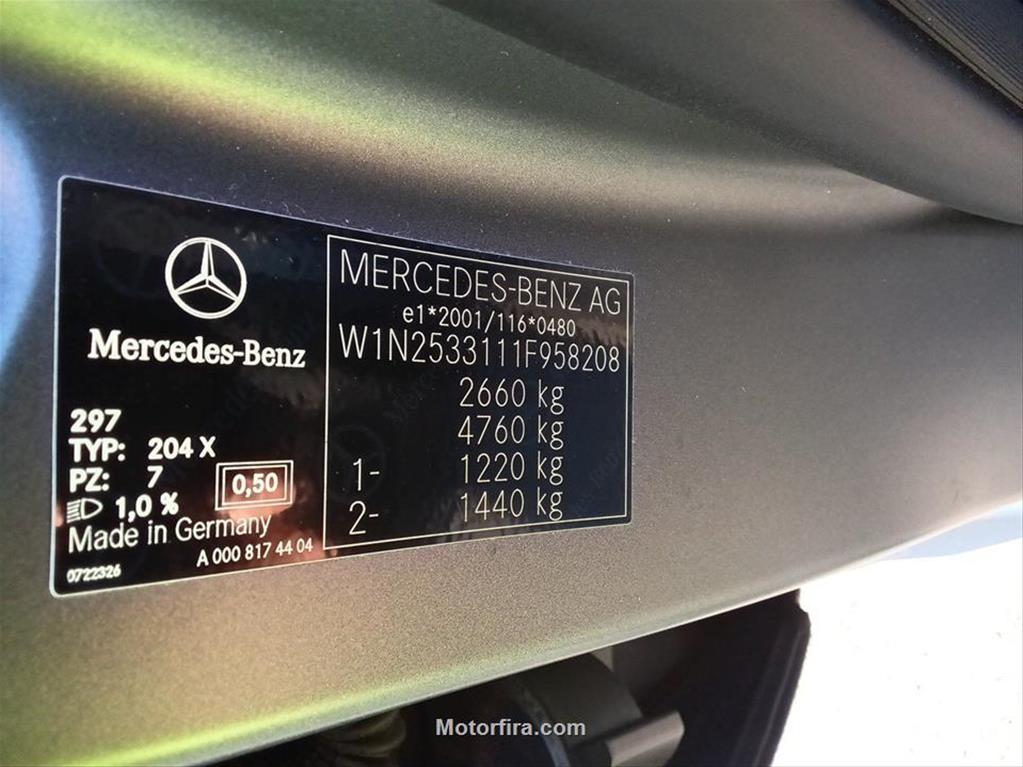 Mercedes-Benz
297
TYP: 204 X
PZ: 7
0,50
1,0 %
Made in Germany
A 000 817 44 04
0722326
MERCEDES-BENZ AG
e1*2001/116*0480
W1N2533111F958208
2660 kg
4760 kg
1- 1220 kg
2- 1440 kg
Motorfira.com